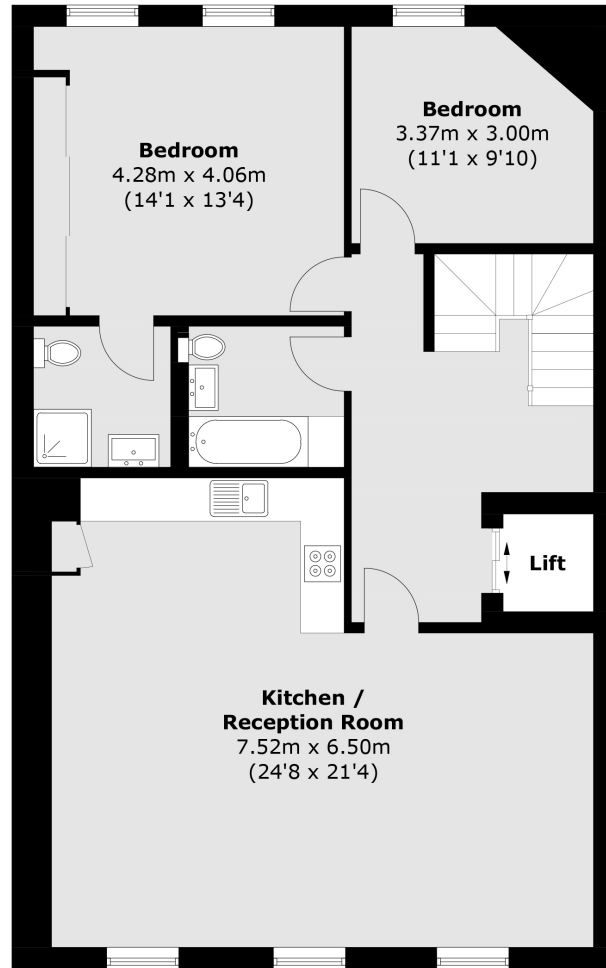 Bedroom
4.28m x 4.06m
(14'1 x 13'4)
Bedroom
3.37m x 3.00m
(11'1 x 9'10)
Lift
Kitchen /
Reception Room
7.52m x 6.50m
(24'8 x 21'4)